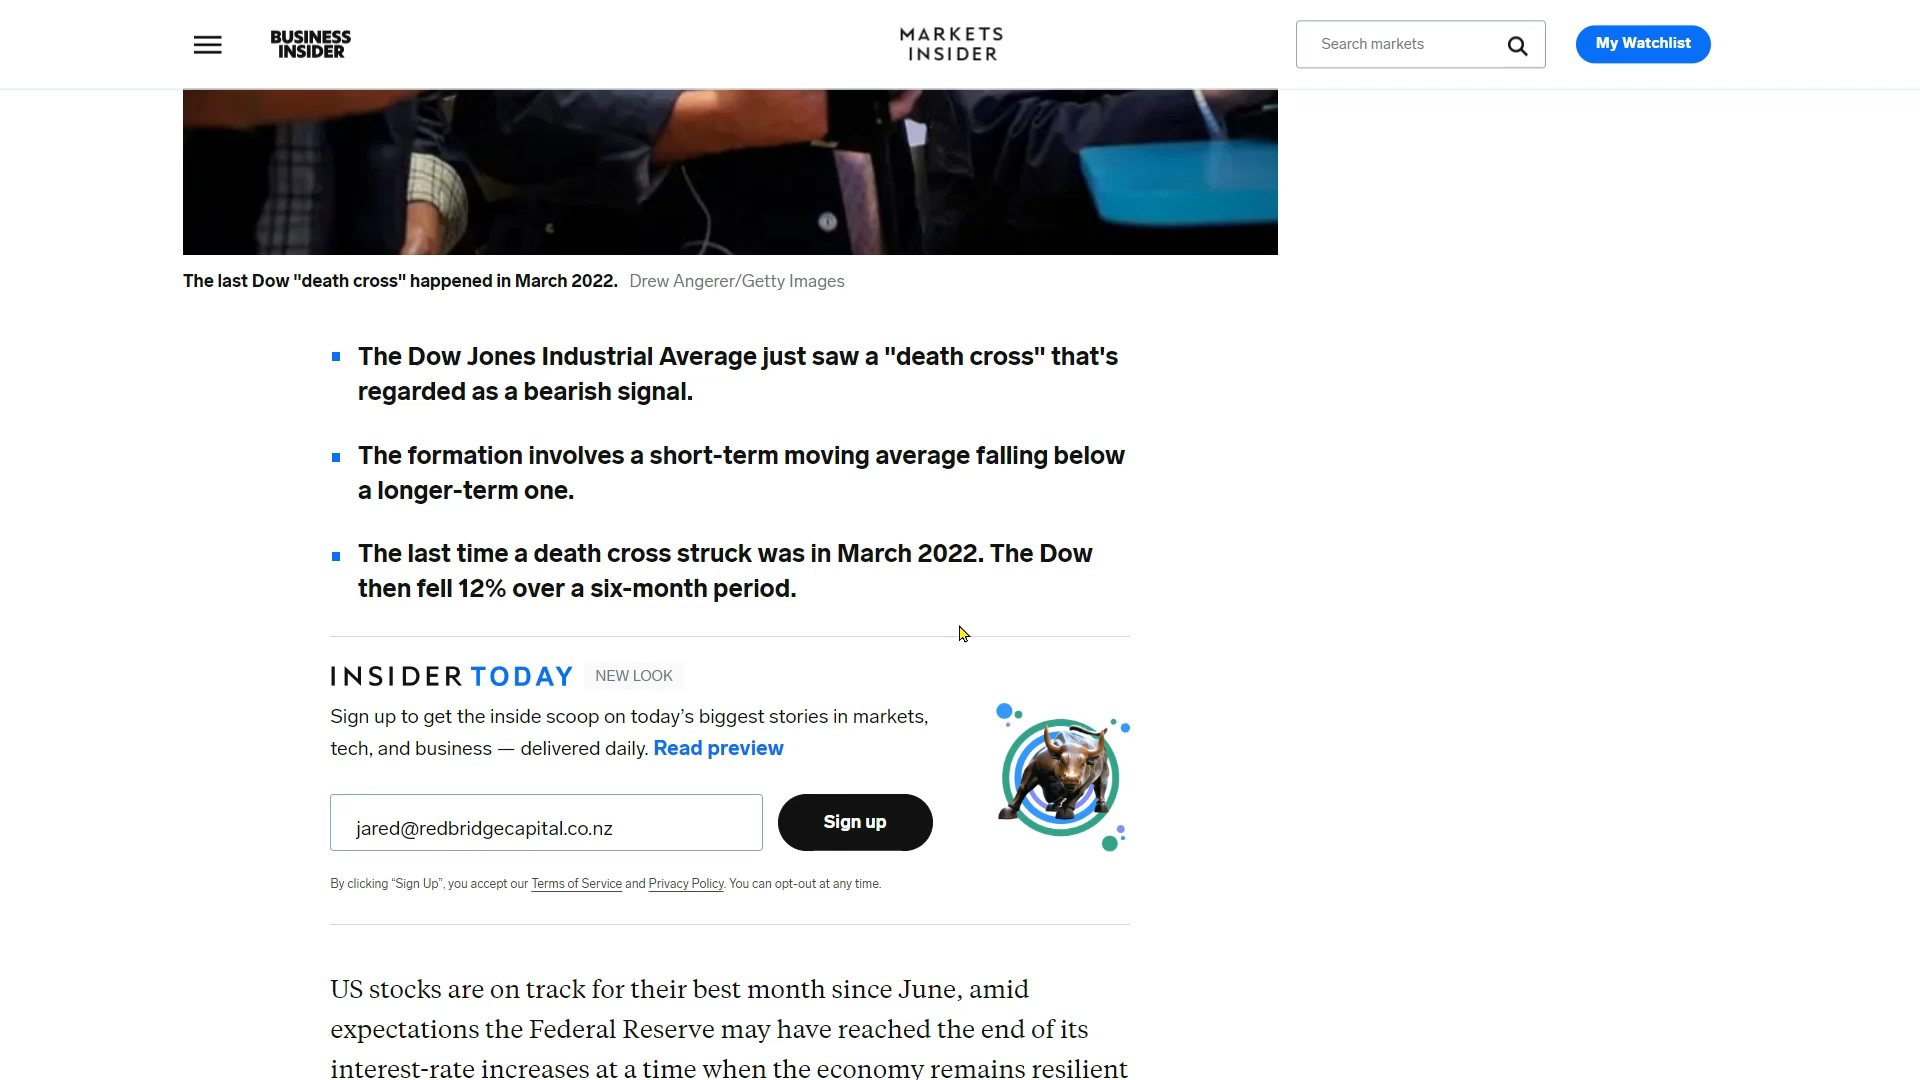 BUSINESS
INSIDER
MARKETS
INSIDER
Search markets
My Watchlist
The last Dow "death cross" happened in March 2022. Drew Angerer/Getty Images
The Dow Jones Industrial Average just saw a "death cross" that's
regarded as a bearish signal.
The formation involves a short-term moving average falling below
a longer-term one.
The last time a death cross struck was in March 2022. The Dow
then fell 12% over a six-month period.
INSIDER TODAY NEW LOOK
Sign up to get the inside scoop on today’s biggest stories in markets,
tech, and business — delivered daily. Read preview
jared@redbridgecapital.co.nz
Sign up
By clicking “Sign Up”, you accept our Terms of Service and Privacy Policy. You can opt-out at any time.
US stocks are on track for their best month since June, amid
expectations the Federal Reserve may have reached the end of its
interest-rate increases at a time when the economy remains resilient